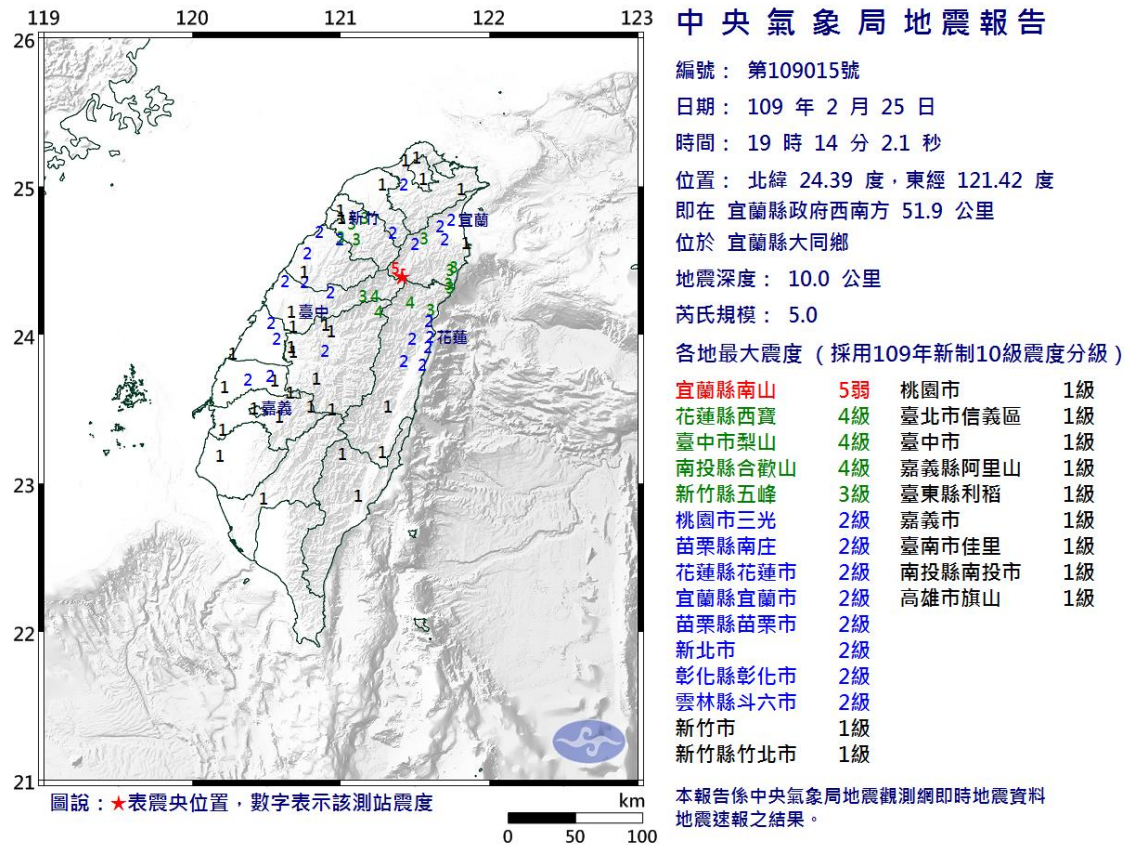 119 120 121 122 123
26
25
24
23
22
21
新竹
宜蘭
臺中
花蓮
嘉義
圖說：★表震央位置，數字表示該測站震度
km
0 50 100
中央氣象局地震報告
編號： 第109015號
日期： 109 年 2 月 25 日
時間： 19 時 14 分 2.1 秒
位置： 北緯 24.39 度，東經 121.42 度
即在 宜蘭縣政府西南方 51.9 公里
位於 宜蘭縣大同鄉
地震深度： 10.0 公里
芮氏規模： 5.0
各地最大震度（採用109年新制10級震度分級）
宜蘭縣南山 5弱 桃園市 1級
花蓮縣西寶 4級 臺北市信義區 1級
臺中市梨山 4級 臺中市 1級
南投縣合歡山 4級 嘉義縣阿里山 1級
新竹縣五峰 3級 臺東縣利稻 1級
桃園市三光 2級 嘉義市 1級
苗栗縣南庄 2級 臺南市佳里 1級
花蓮縣花蓮市 2級 南投縣南投市 1級
宜蘭縣宜蘭市 2級 高雄市旗山 1級
苗栗縣苗栗市 2級
新北市 2級
彰化縣彰化市 2級
雲林縣斗六市 2級
新竹市 1級
新竹縣竹北市 1級
本報告係中央氣象局地震觀測網即時地震資料
地震速報之結果。